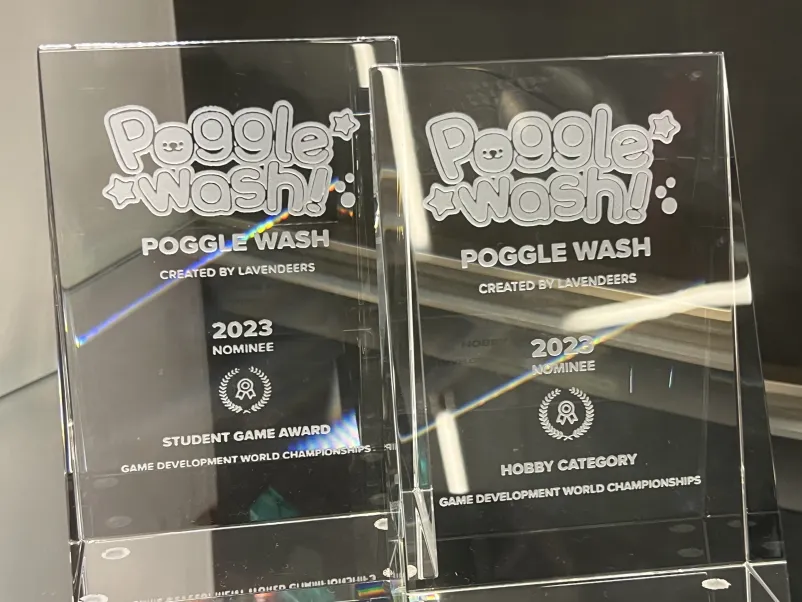 Poggle
wash!
POGGLE WASH
CREATED BY LAVENDEERS
2023
NOMINEE
STUDENT GAME AWARD
GAME DEVELOPMENT WORLD CHAMPIONSHIPS
Poggle
wash!
POGGLE WASH
CREATED BY LAVENDEERS
2023
NOMINEE
HOBBY CATEGORY
GAME DEVELOPMENT WORLD CHAMPIONSHIPS